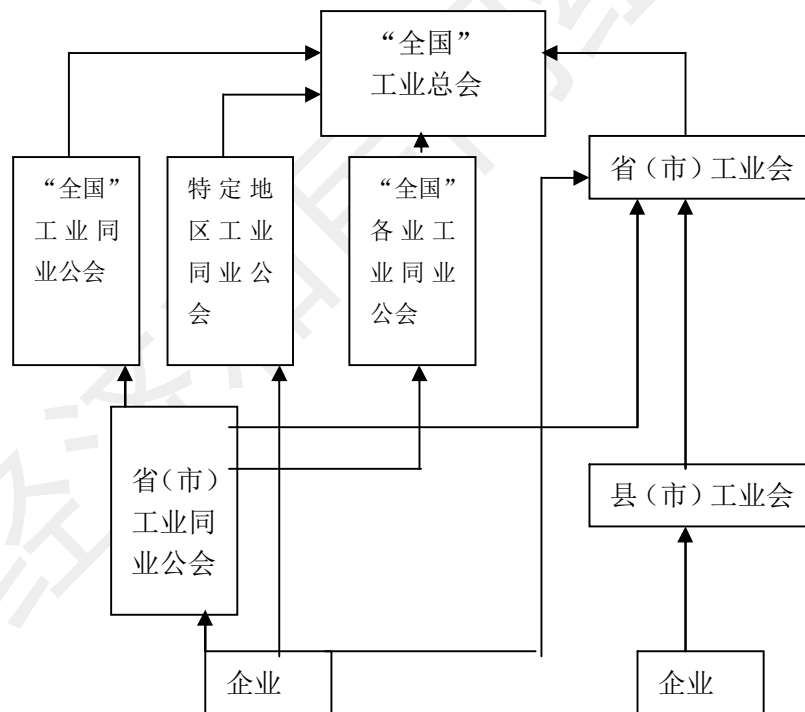 “全国”
工业总会
“全国”
工业同
业公会
特定地
区工业
同业公
会
“全国”
各业工
业同业
公会
省（市）工业会
省（市）
工业同
业公会
县（市）工业会
企业
企业